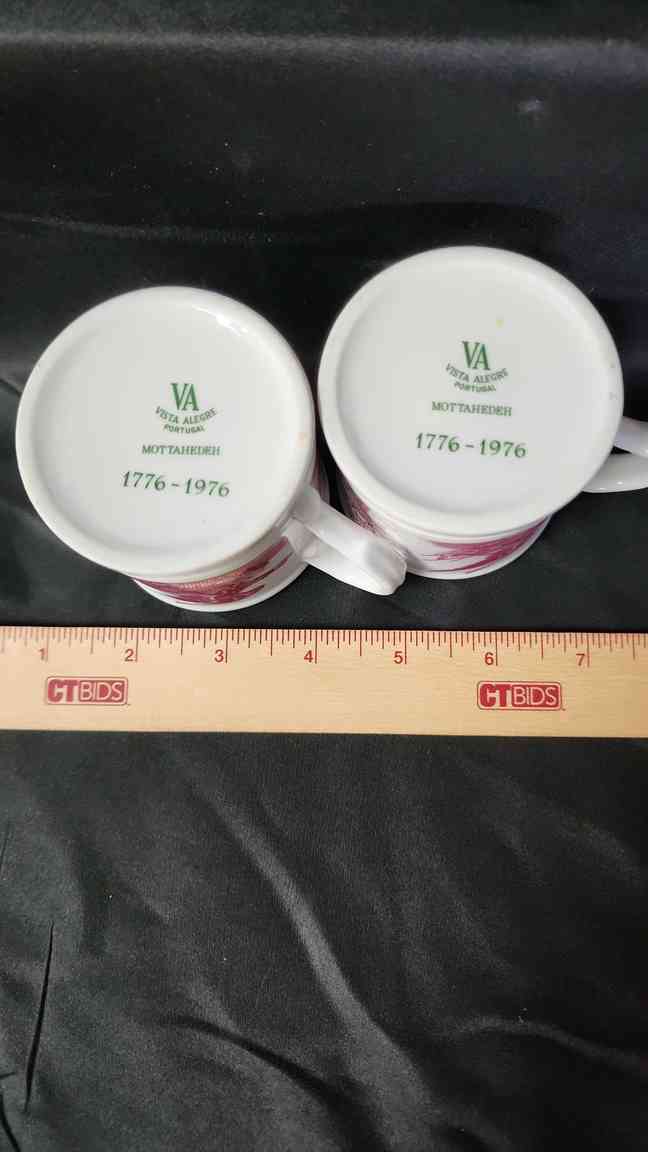 VA
VISTA ALEGRE
PORTUGAL
MOTTAHEDEH
1776 - 1976
VA
VISTA ALEGRE
PORTUGAL
MOTTAHEDEH
1776 - 1976
1 2 3 4 5 6 7
CTBIDS CTBIDS